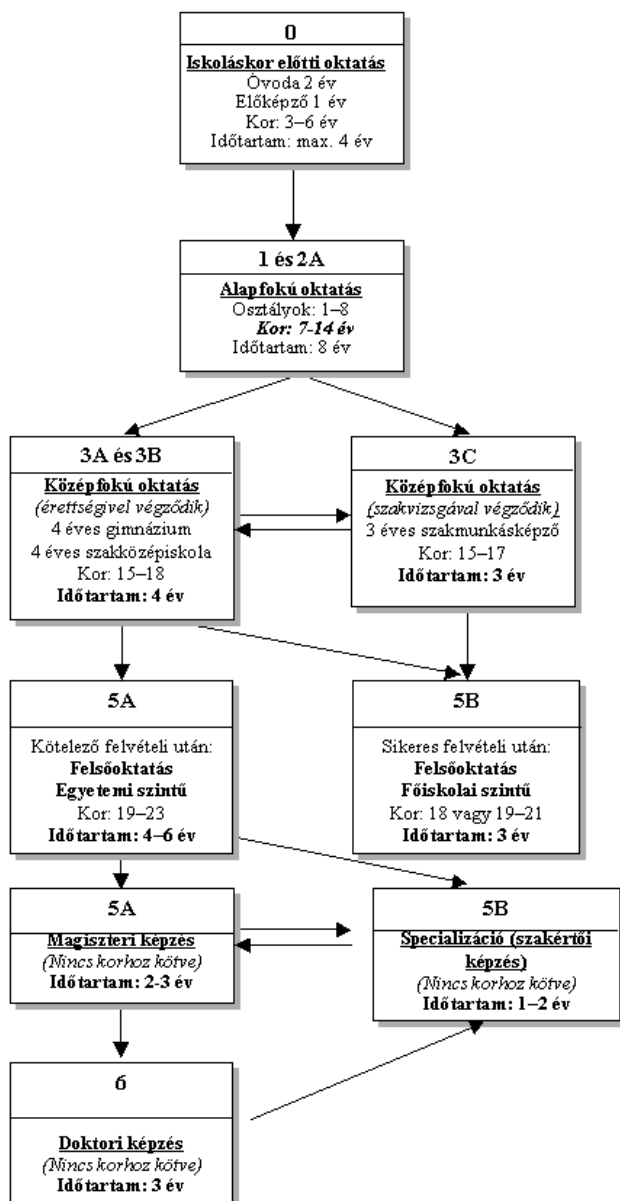 0
Iskoláskor előtti oktatás
Óvoda 2 év
Előképző 1 év
Kor: 3–6 év
Időtartam: max. 4 év
1 és 2A
Alapfokú oktatás
Osztályok: 1–8
Kor: 7-14 év
Időtartam: 8 év
3A és 3B
Középfokú oktatás
(érettségivel végződik)
4 éves gimnázium
4 éves szakközépiskola
Kor: 15–18
Időtartam: 4 év
3C
Középfokú oktatás
(szakvizsgával végződik)
3 éves szakmunkásképző
Kor: 15–17
Időtartam: 3 év
5A
Kötelező felvételi után:
Felsőoktatás
Egyetemi szintű
Kor: 19–23
Időtartam: 4–6 év
5B
Sikeres felvételi után:
Felsőoktatás
Főiskolai szintű
Kor: 18 vagy 19–21
Időtartam: 3 év
5A
Magiszteri képzés
(Nincs korhoz kötve)
Időtartam: 2-3 év
5B
Specializáció (szakértői
képzés)
(Nincs korhoz kötve)
Időtartam: 1–2 év
6
Doktori képzés
(Nincs korhoz kötve)
Időtartam: 3 év